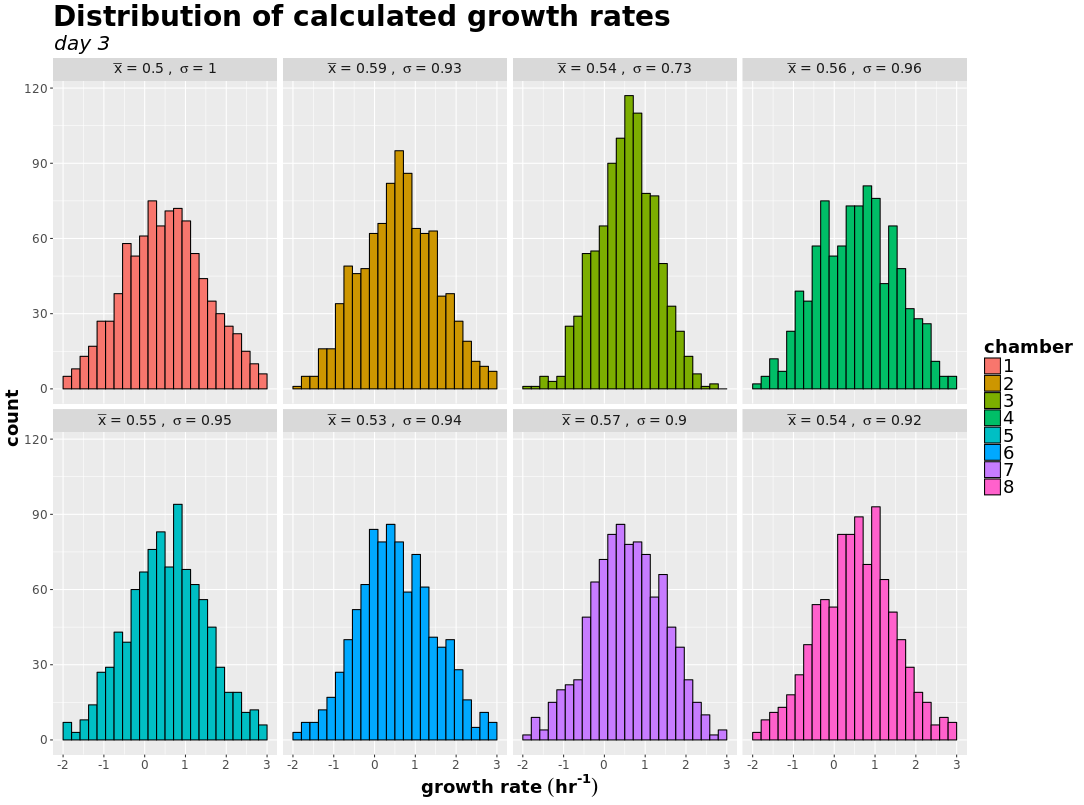 Distribution of calculated growth rates
day 3
x̅ = 0.5 , σ = 1
x̅ = 0.59 , σ = 0.93
x̅ = 0.54 , σ = 0.73
x̅ = 0.56 , σ = 0.96
120
90
60
30
0
x̅ = 0.55 , σ = 0.95
x̅ = 0.53 , σ = 0.94
x̅ = 0.57 , σ = 0.9
x̅ = 0.54 , σ = 0.92
120
90
60
30
0
-2 -1 0 1 2 3
-2 -1 0 1 2 3
-2 -1 0 1 2 3
-2 -1 0 1 2 3
count
growth rate (hr⁻¹)
chamber
1
2
3
4
5
6
7
8